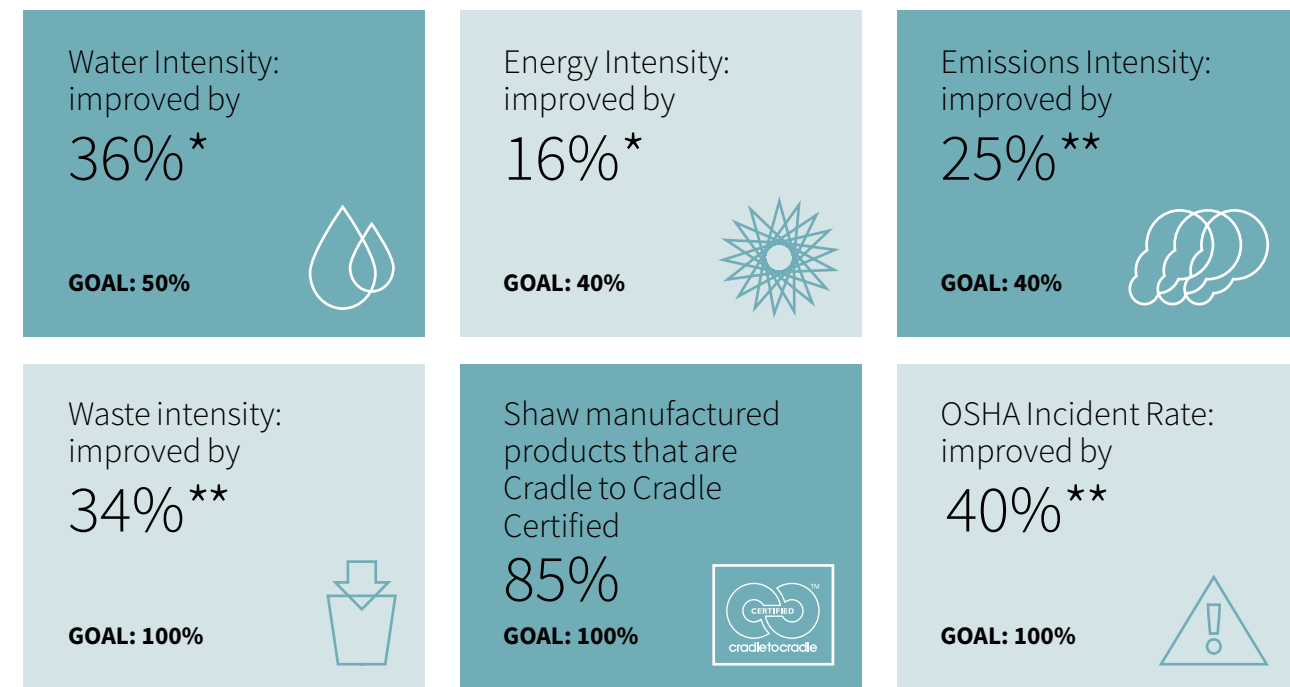 Water Intensity:
improved by
36%*
GOAL: 50%
Energy Intensity:
improved by
16%*
GOAL: 40%
Emissions Intensity:
improved by
25%**
GOAL: 40%
Waste intensity:
improved by
34%**
GOAL: 100%
Shaw manufactured
products that are
Cradle to Cradle
Certified
85%
GOAL: 100%
TM
CERTIFIED
cradletocradle
OSHA Incident Rate:
improved by
40%**
GOAL: 100%